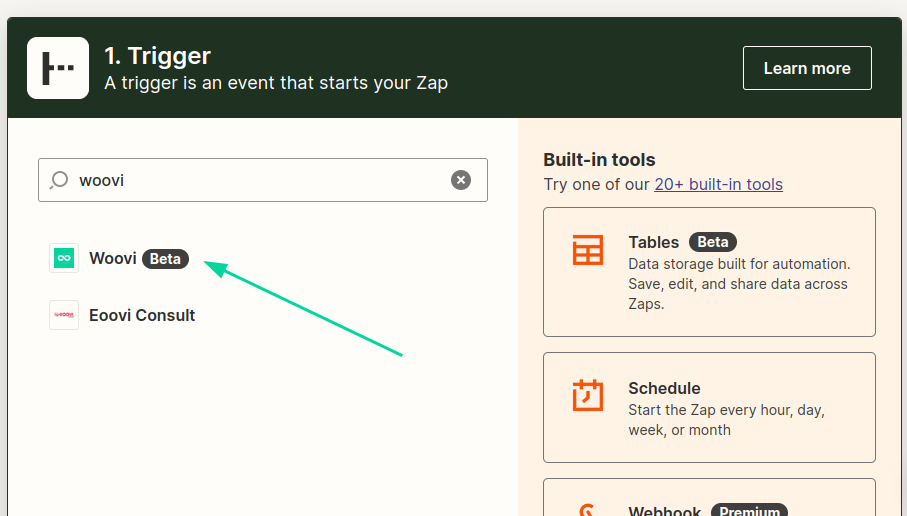 1. Trigger
A trigger is an event that starts your Zap
Learn more
woovi
Woovi Beta
Eoovi Consult
Built-in tools
Try one of our 20+ built-in tools
Tables Beta
Data storage built for automation.
Save, edit, and share data across
Zaps.
Schedule
Start the Zap every hour, day,
week, or month
Webhook Premium